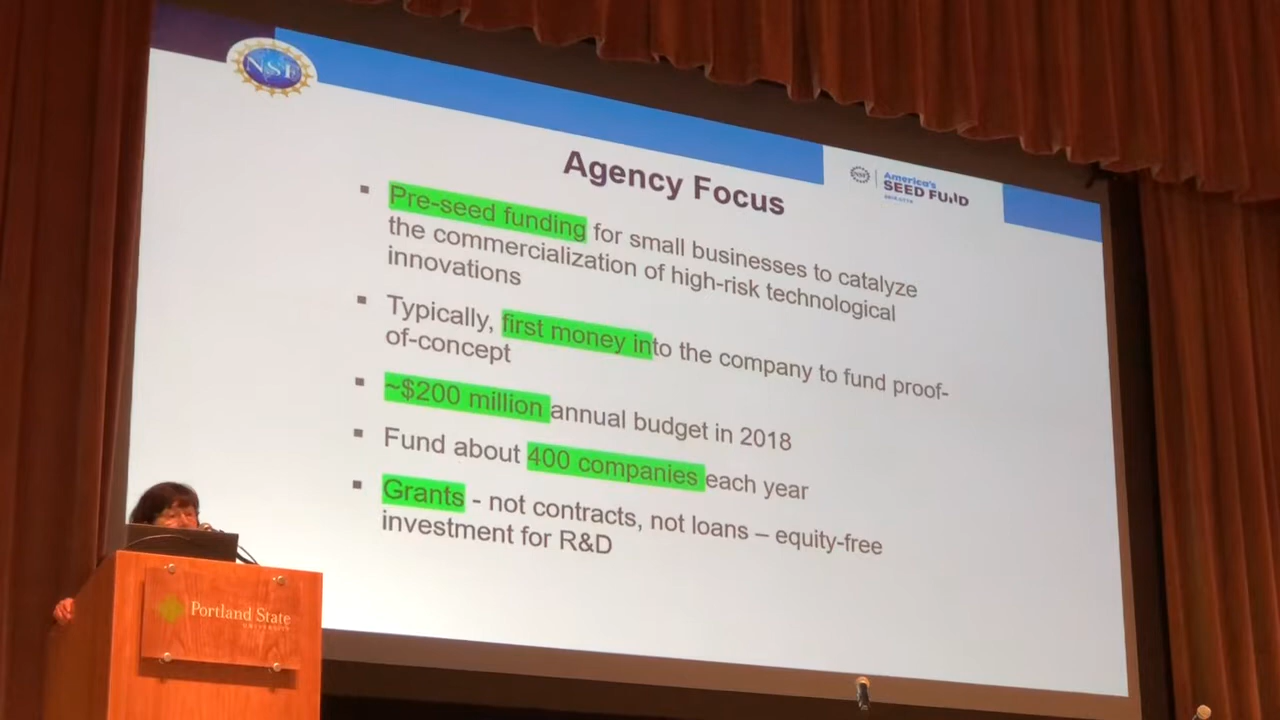 NSF
Agency Focus
NSF
America's
SEED FUND
▪ Pre-seed funding for small businesses to catalyze
the commercialization of high-risk technological
innovations
▪ Typically, first money into the company to fund proof-
of-concept
▪ ~$200 million annual budget in 2018
▪ Fund about 400 companies each year
▪ Grants - not contracts, not loans – equity-free
investment for R&D
Portland State
UNIVERSITY